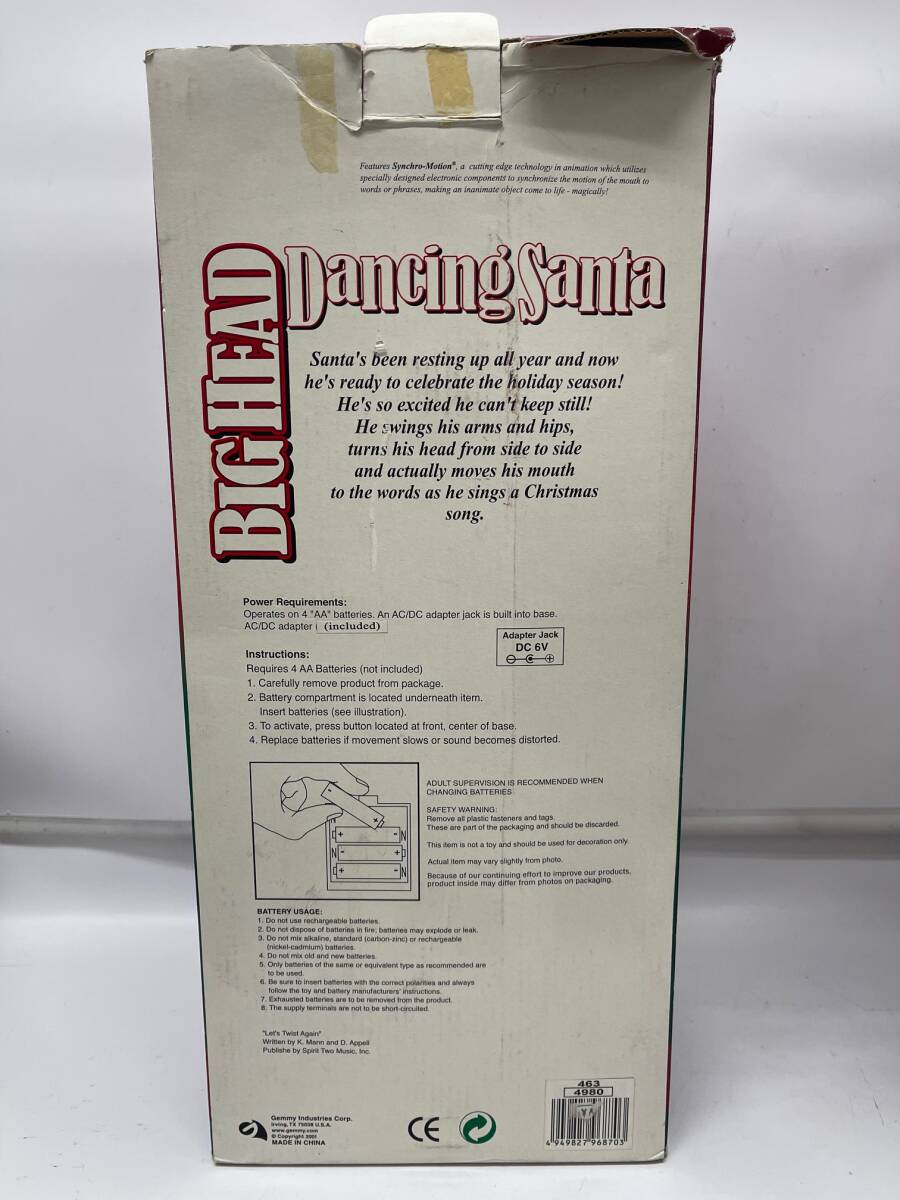 Features Synchro-Motion®, a cutting edge technology in animation which utilizes
specially designed electronic components to synchronize the motion of the mouth to
words or phrases, making an inanimate object come to life - magically!
BIG HEAD
Dancing Santa
Santa's been resting up all year and now
he's ready to celebrate the holiday season!
He's so excited he can't keep still!
He swings his arms and hips,
turns his head from side to side
and actually moves his mouth
to the words as he sings a Christmas
song.
Power Requirements:
Operates on 4 "AA" batteries. An AC/DC adapter jack is built into base.
AC/DC adapter (included)
Adapter Jack
DC 6V
Instructions:
Requires 4 AA Batteries (not included)
1. Carefully remove product from package.
2. Battery compartment is located underneath item.
Insert batteries (see illustration).
3. To activate, press button located at front, center of base.
4. Replace batteries if movement slows or sound becomes distorted.
ADULT SUPERVISION IS RECOMMENDED WHEN
CHANGING BATTERIES
SAFETY WARNING:
Remove all plastic fasteners and tags.
These are part of the packaging and should be discarded.
This item is not a toy and should be used for decoration only
Actual item may vary slightly from photo.
Because of our continuing effort to improve our products,
product inside may differ from photos on packaging.
BATTERY USAGE:
1. Do not use rechargeable batteries.
2. Do not dispose of batteries in fire; batteries may explode or leak.
3. Do not mix alkaline, standard (carbon-zinc) or rechargeable
(nickel-cadmium) batteries.
4. Do not mix old and new batteries.
5. Only batteries of the same or equivalent type as recommended are
to be used.
6. Be sure to insert batteries with the correct polarities and always
follow the toy and battery manufacturers' instructions.
7. Exhausted batteries are to be removed from the product.
8. The supply terminals are not to be short-circuited.
"Let's Twist Again"
Written by K. Mann and D. Appell
Publishe by Spirit Two Music, Inc.
Gemmy Industries Corp.
Irving, TX 75038 U.S.A.
www.gemmy.com
© Copyright 2001
MADE IN CHINA
CE
463
4980
4 949827 968703